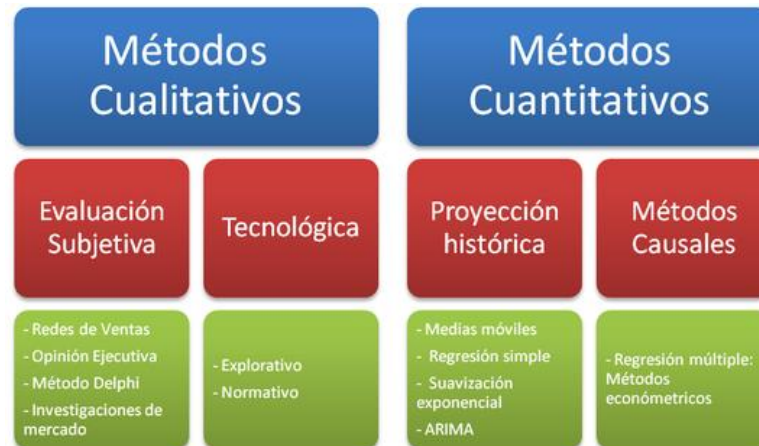 Métodos
Cualitativos
Métodos
Cuantitativos
Evaluación
Subjetiva
Tecnológica
Proyección
histórica
Métodos
Causales
- Redes de Ventas
- Opinión Ejecutiva
- Método Delphi
- Investigaciones de
mercado
- Explorativo
- Normativo
- Medias móviles
- Regresión simple
- Suavización
exponencial
- ARIMA
- Regresión múltiple:
Métodos
económetricos